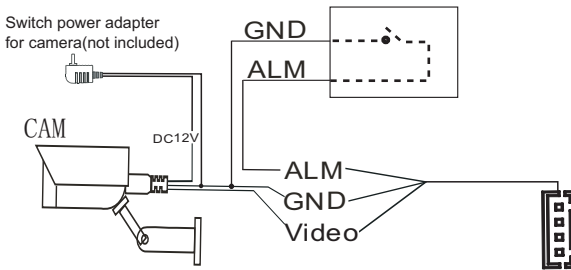 Switch power adapter
for camera(not included)
GND
ALM
CAM
DC12V
ALM
GND
Video